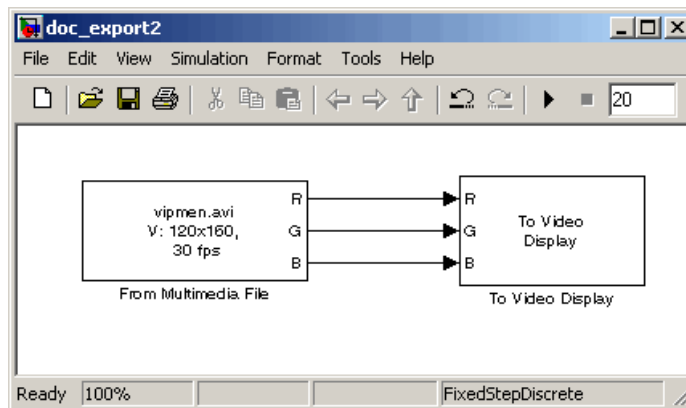 doc_export2
File Edit View Simulation Format Tools Help
20
vipmen.avi
V: 120x160,
30 fps
R
G
B
From Multimedia File
R
G
B
To Video
Display
To Video Display
Ready 100% FixedStepDiscrete